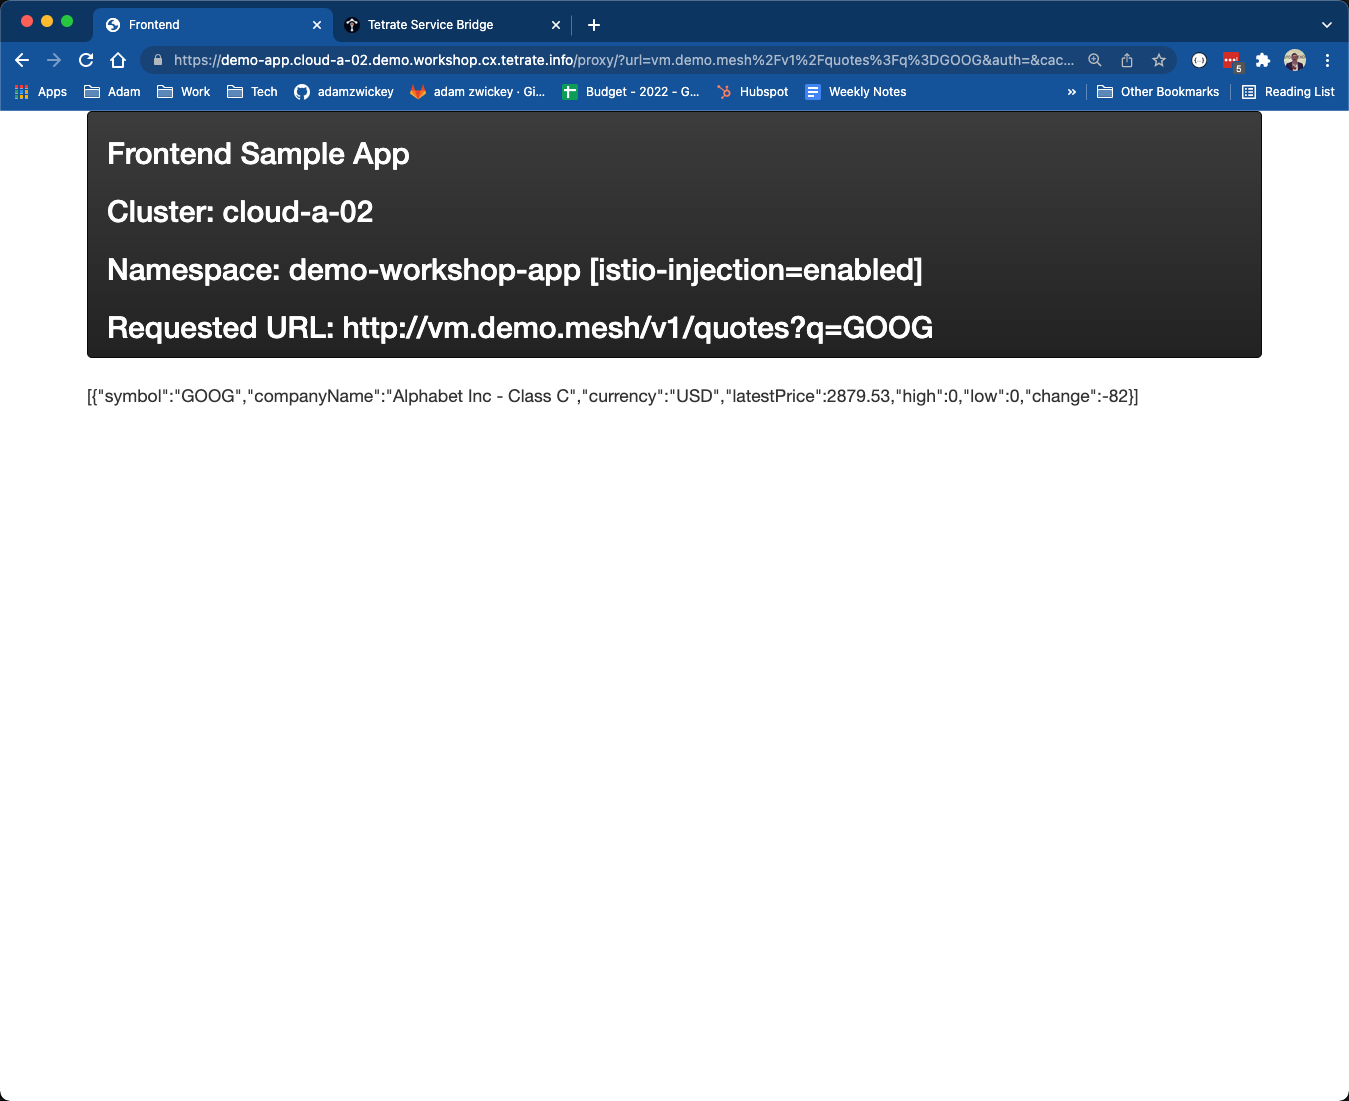 Frontend
Tetrate Service Bridge
https://demo-app.cloud-a-02.demo.workshop.cx.tetrate.info/proxy/?url=vm.demo.mesh%2Fv1%2Fquotes%3Fq%3DGOOG&auth=&cac...
5
Apps Adam Work Tech adamzwickey adam zwickey · Gi... Budget - 2022 - G... Hubspot Weekly Notes » Other Bookmarks Reading List
Frontend Sample App
Cluster: cloud-a-02
Namespace: demo-workshop-app [istio-injection=enabled]
Requested URL: http://vm.demo.mesh/v1/quotes?q=GOOG
[{"symbol":"GOOG","companyName":"Alphabet Inc - Class C","currency":"USD","latestPrice":2879.53,"high":0,"low":0,"change":-82}]